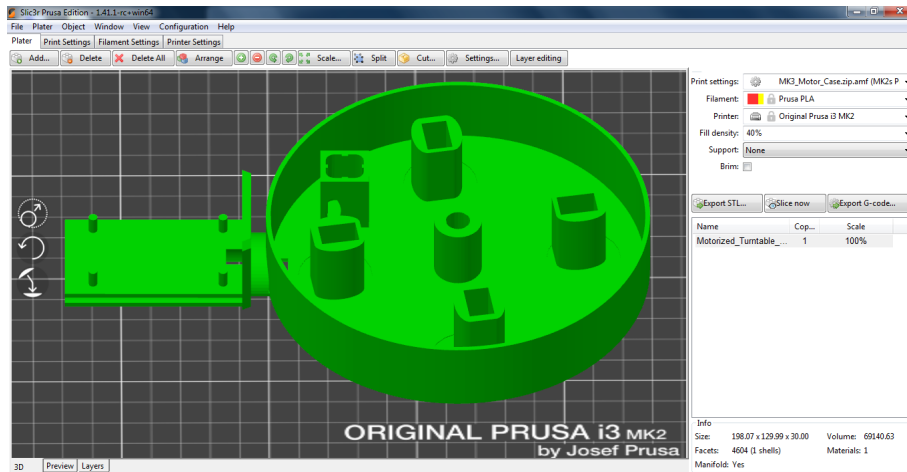 Slic3r Prusa Edition - 1.41.1-rc+win64
File Plater Object Window View Configuration Help
Plater Print Settings Filament Settings Printer Settings
Add... Delete Delete All Arrange Scale... Split Cut... Settings... Layer editing
Print settings: MK3_Motor_Case.zip.amf (MK2s P
Filament: Prusa PLA
Printer: Original Prusa i3 MK2
Fill density: 40%
Support: None
Brim:
Export STL... Slice now Export G-code...
Name Cop... Scale
Motorized_Turntable_... 1 100%
ORIGINAL PRUSA i3 MK2
by Josef Prusa
Info
Size: 198.07 x 129.99 x 30.00 Volume: 69140.63
Facets: 4604 (1 shells) Materials: 1
Manifold: Yes
3D Preview Layers